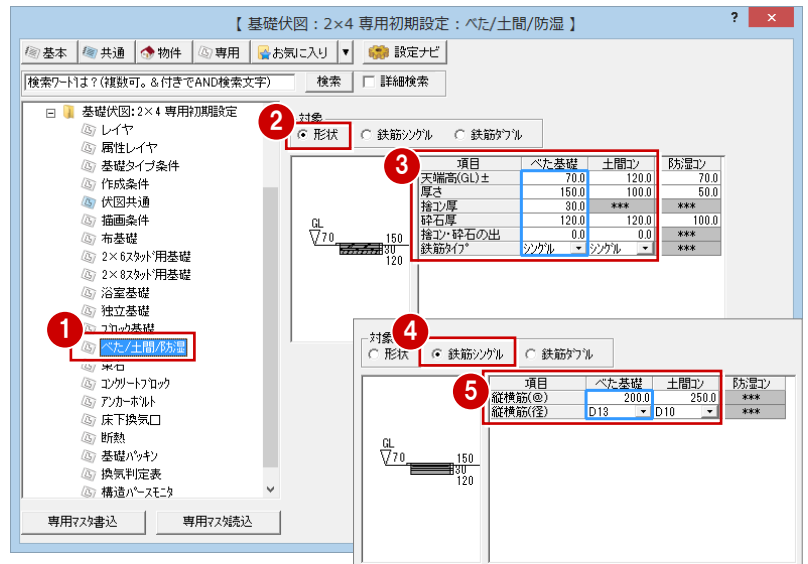 【 基礎伏図：2×4 専用初期設定：べた/土間/防湿 】 ? ×
基本 共通 物件 専用 お気に入り ▼ 設定ナビ
検索ワードは？(複数可。&付きでAND検索文字) 検索 詳細検索
基礎伏図：2×4 専用初期設定
レイヤ
属性レイヤ
基礎タイプ条件
作成条件
伏図共通
描画条件
布基礎
2×6スタッド用基礎
2×8スタッド用基礎
浴室基礎
独立基礎
ブロック基礎
1
べた/土間/防湿
束石
コンクリートブロック
アンカーボルト
床下換気口
断熱
基礎パッキン
換気判定表
構造パースモニタ
専用マスタ書込 専用マスタ読込
2
対象
形状 鉄筋シングル 鉄筋ダブル
GL
70
150
30
120
3
項目 べた基礎 土間コン 防湿コン
天端高(GL)± 70.0 120.0 70.0
厚さ 150.0 100.0 50.0
捨コン厚 30.0 *** ***
砕石厚 120.0 120.0 100.0
捨コン・砕石の出 0.0 0.0 ***
鉄筋タイプ シングル シングル ***
対象
4
形状 鉄筋シングル 鉄筋ダブル
GL
70
150
30
120
5
項目 べた基礎 土間コン 防湿コン
縦横筋(@) 200.0 250.0 ***
縦横筋(径) D13 D10 ***